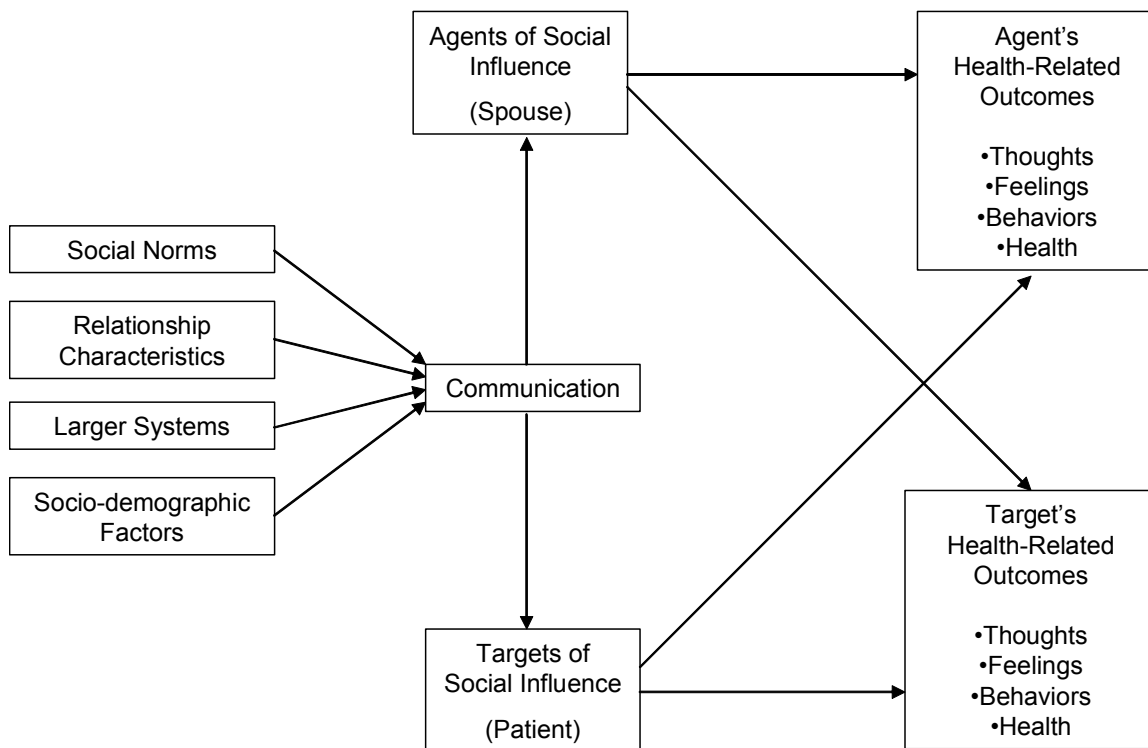 Agents of Social
Influence
(Spouse)
Agent’s
Health-Related
Outcomes
•Thoughts
•Feelings
•Behaviors
•Health
Social Norms
Relationship
Characteristics
Larger Systems
Socio-demographic
Factors
Communication
Targets of
Social Influence
(Patient)
Target’s
Health-Related
Outcomes
•Thoughts
•Feelings
•Behaviors
•Health